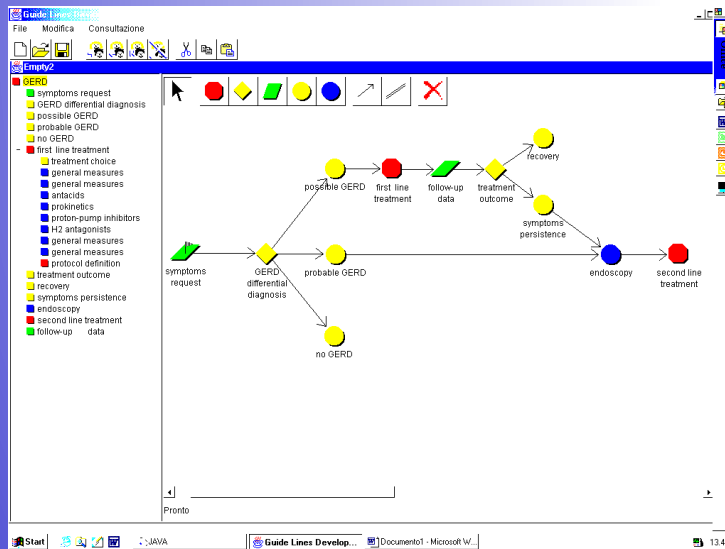 Guide Lines
File Modifica Consultazione
Empty2
GERD
symptoms request
GERD differential diagnosis
possible GERD
probable GERD
no GERD
first line treatment
treatment choice
general measures
general measures
antacids
prokinetics
proton-pump inhibitors
H2 antagonists
general measures
general measures
protocol definition
treatment outcome
recovery
symptoms persistence
endoscopy
second line treatment
follow-up data
recovery
possible GERD
first line
treatment
follow-up
data
treatment
outcome
symptoms
persistence
symptoms
request
GERD
differential
diagnosis
probable GERD
endoscopy
second line
treatment
no GERD
Pronto
Start
JAVA
Guide Lines Develop...
Documento1 - Microsoft W...
13.4